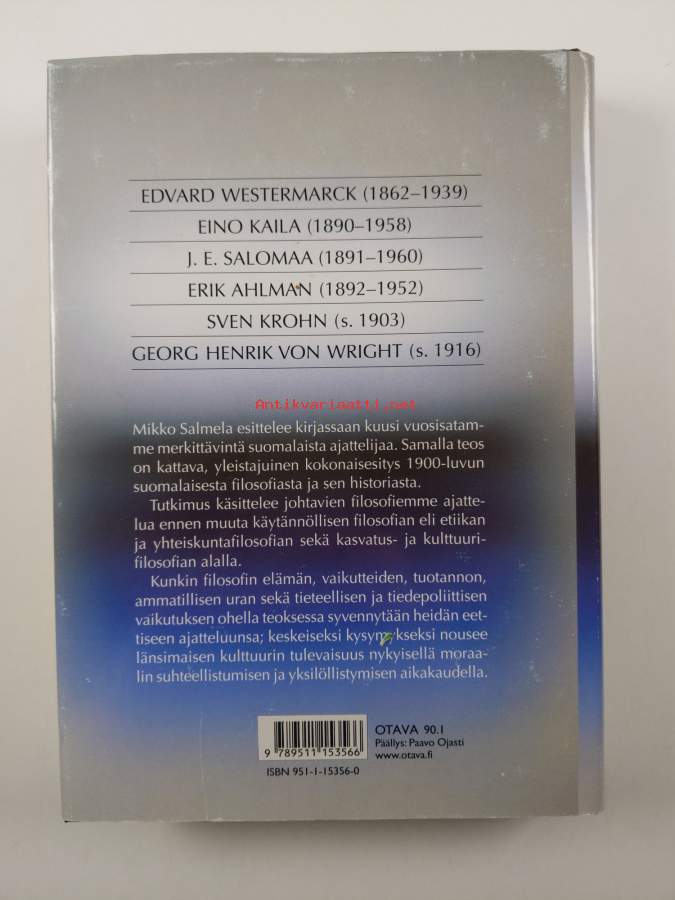 EDVARD WESTERMARCK (1862–1939)
EINO KAILA (1890–1958)
J. E. SALOMAA (1891–1960)
ERIK AHLMAN (1892–1952)
SVEN KROHN (s. 1903)
GEORG HENRIK VON WRIGHT (s. 1916)
Antikvariaatti.net
Mikko Salmela esittelee kirjassaan kuusi vuosisatam-
me merkittävintä suomalaista ajattelijaa. Samalla teos
on kattava, yleistajuinen kokonaisesitys 1900-luvun
suomalaisesta filosofiasta ja sen historiasta.
Tutkimus käsittelee johtavien filosofiemme ajatte-
lua ennen muuta käytännöllisen filosofian eli etiikan
ja yhteiskuntafilosofian sekä kasvatus- ja kulttuuri-
filosofian alalla.
Kunkin filosofin elämän, vaikutteiden, tuotannon,
ammatillisen uran sekä tieteellisen ja tiedepoliittisen
vaikutuksen ohella teoksessa syvennytään heidän eet-
tiseen ajatteluunsa; keskeiseksi kysymykseksi nousee
länsimaisen kulttuurin tulevaisuus nykyisellä moraa-
lin suhteellistumisen ja yksilöllistymisen aikakaudella.
9 789511 153566
ISBN 951-1-15356-0
OTAVA 90.1
Päällys: Paavo Ojasti
www.otava.fi